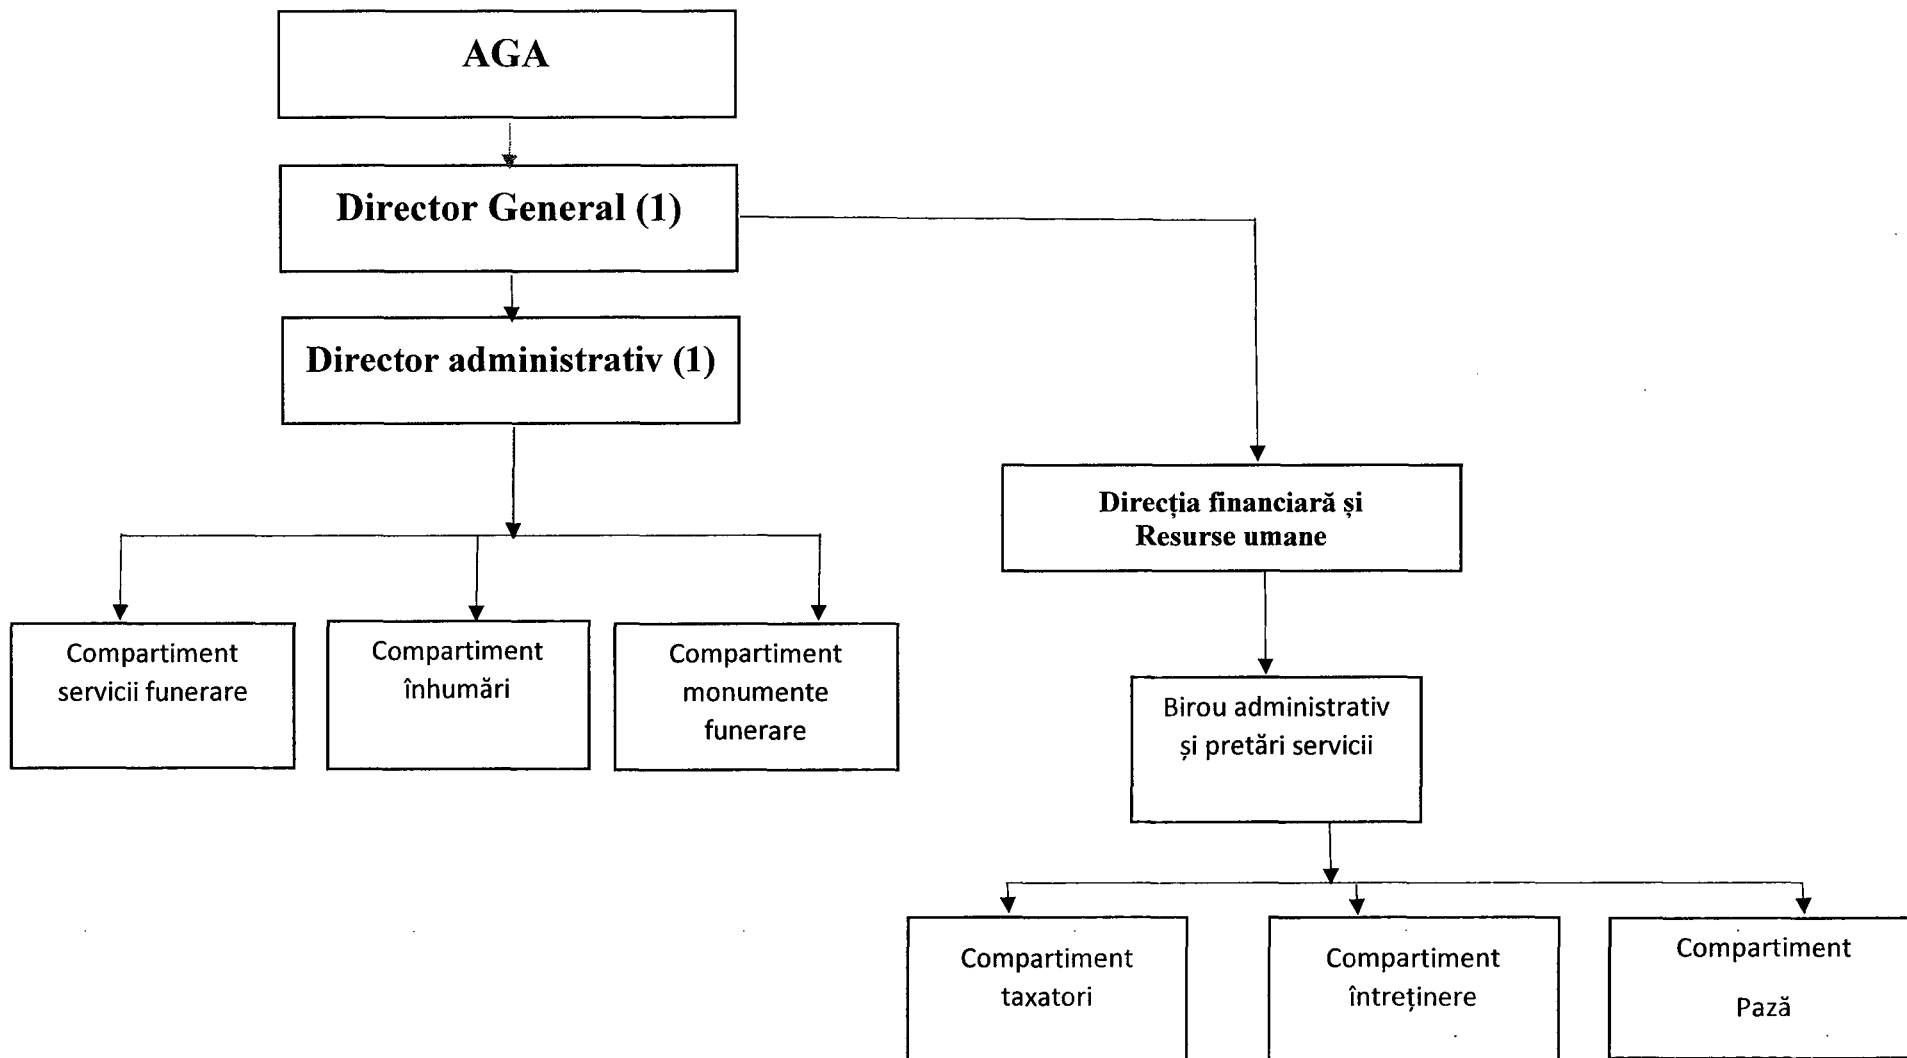 AGA
Director General (1)
Director administrativ (1)
Direcția financiară și
Resurse umane
Compartiment
servicii funerare
Compartiment
înhumări
Compartiment
monumente
funerare
Birou administrativ
și pretări servicii
Compartiment
taxatori
Compartiment
întreținere
Compartiment
Pază